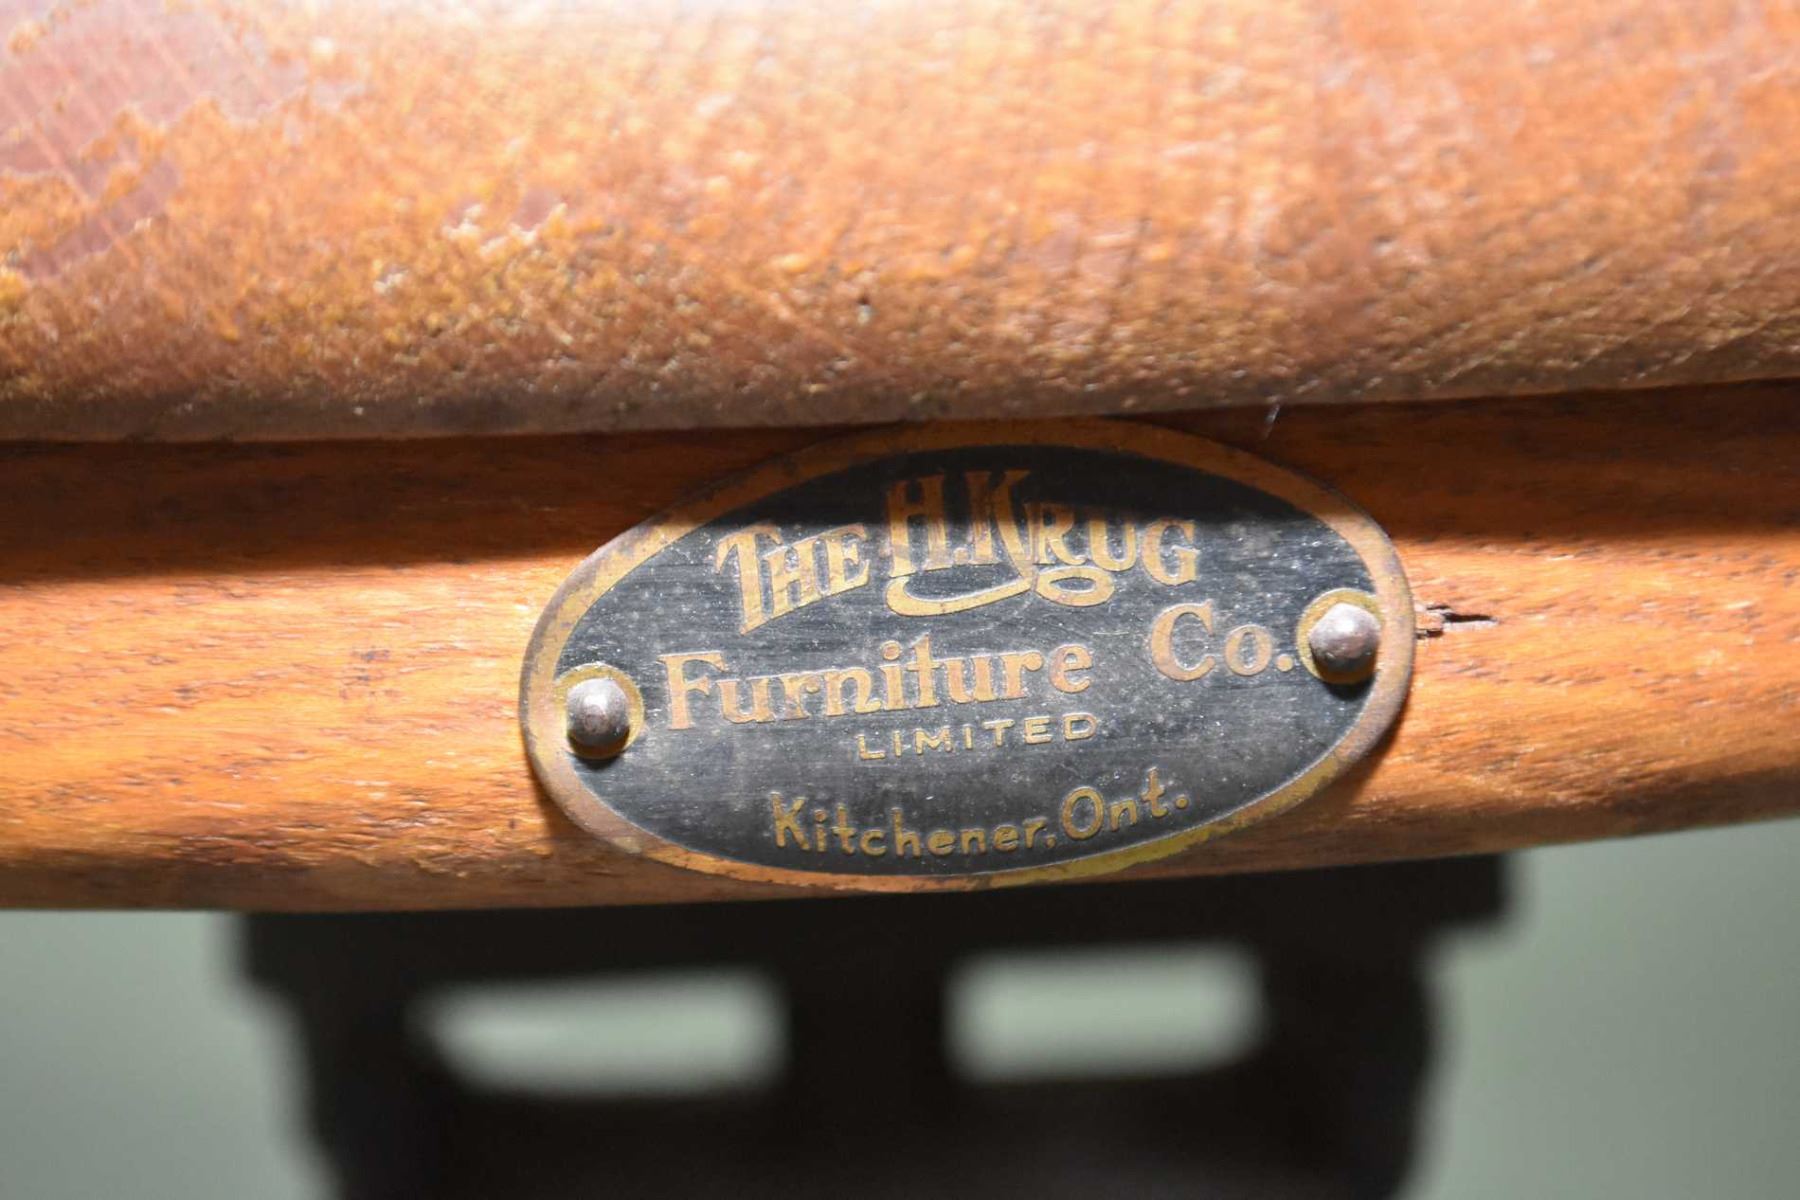 THE H. KRUG
Furniture Co.
LIMITED
Kitchener, Ont.